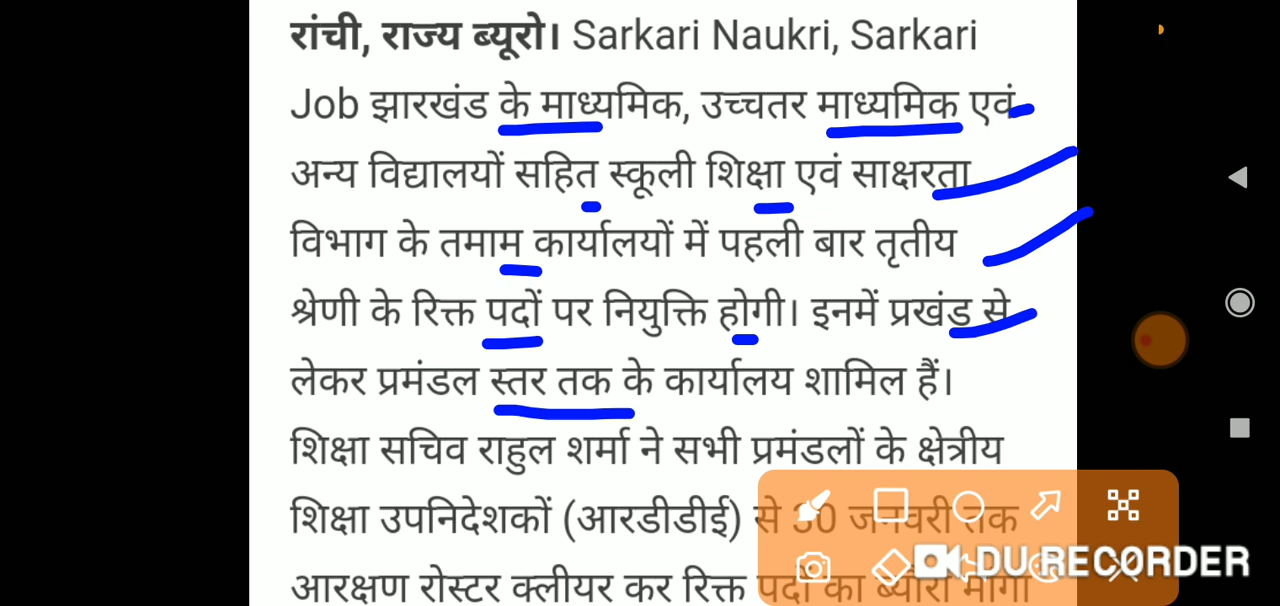 रांची, राज्य ब्यूरो। Sarkari Naukri, Sarkari
Job झारखंड के माध्यमिक, उच्चतर माध्यमिक एवं
अन्य विद्यालयों सहित स्कूली शिक्षा एवं साक्षरता
विभाग के तमाम कार्यालयों में पहली बार तृतीय
श्रेणी के रिक्त पदों पर नियुक्ति होगी। इनमें प्रखंड से
लेकर प्रमंडल स्तर तक के कार्यालय शामिल हैं।
शिक्षा सचिव राहुल शर्मा ने सभी प्रमंडलों के क्षेत्रीय
शिक्षा उपनिदेशकों (आरडीडीई) से 30 जनवरी तक
आरक्षण रोस्टर क्लीयर कर रिक्त पदों का ब्योरा मांगा
DU RECORDER